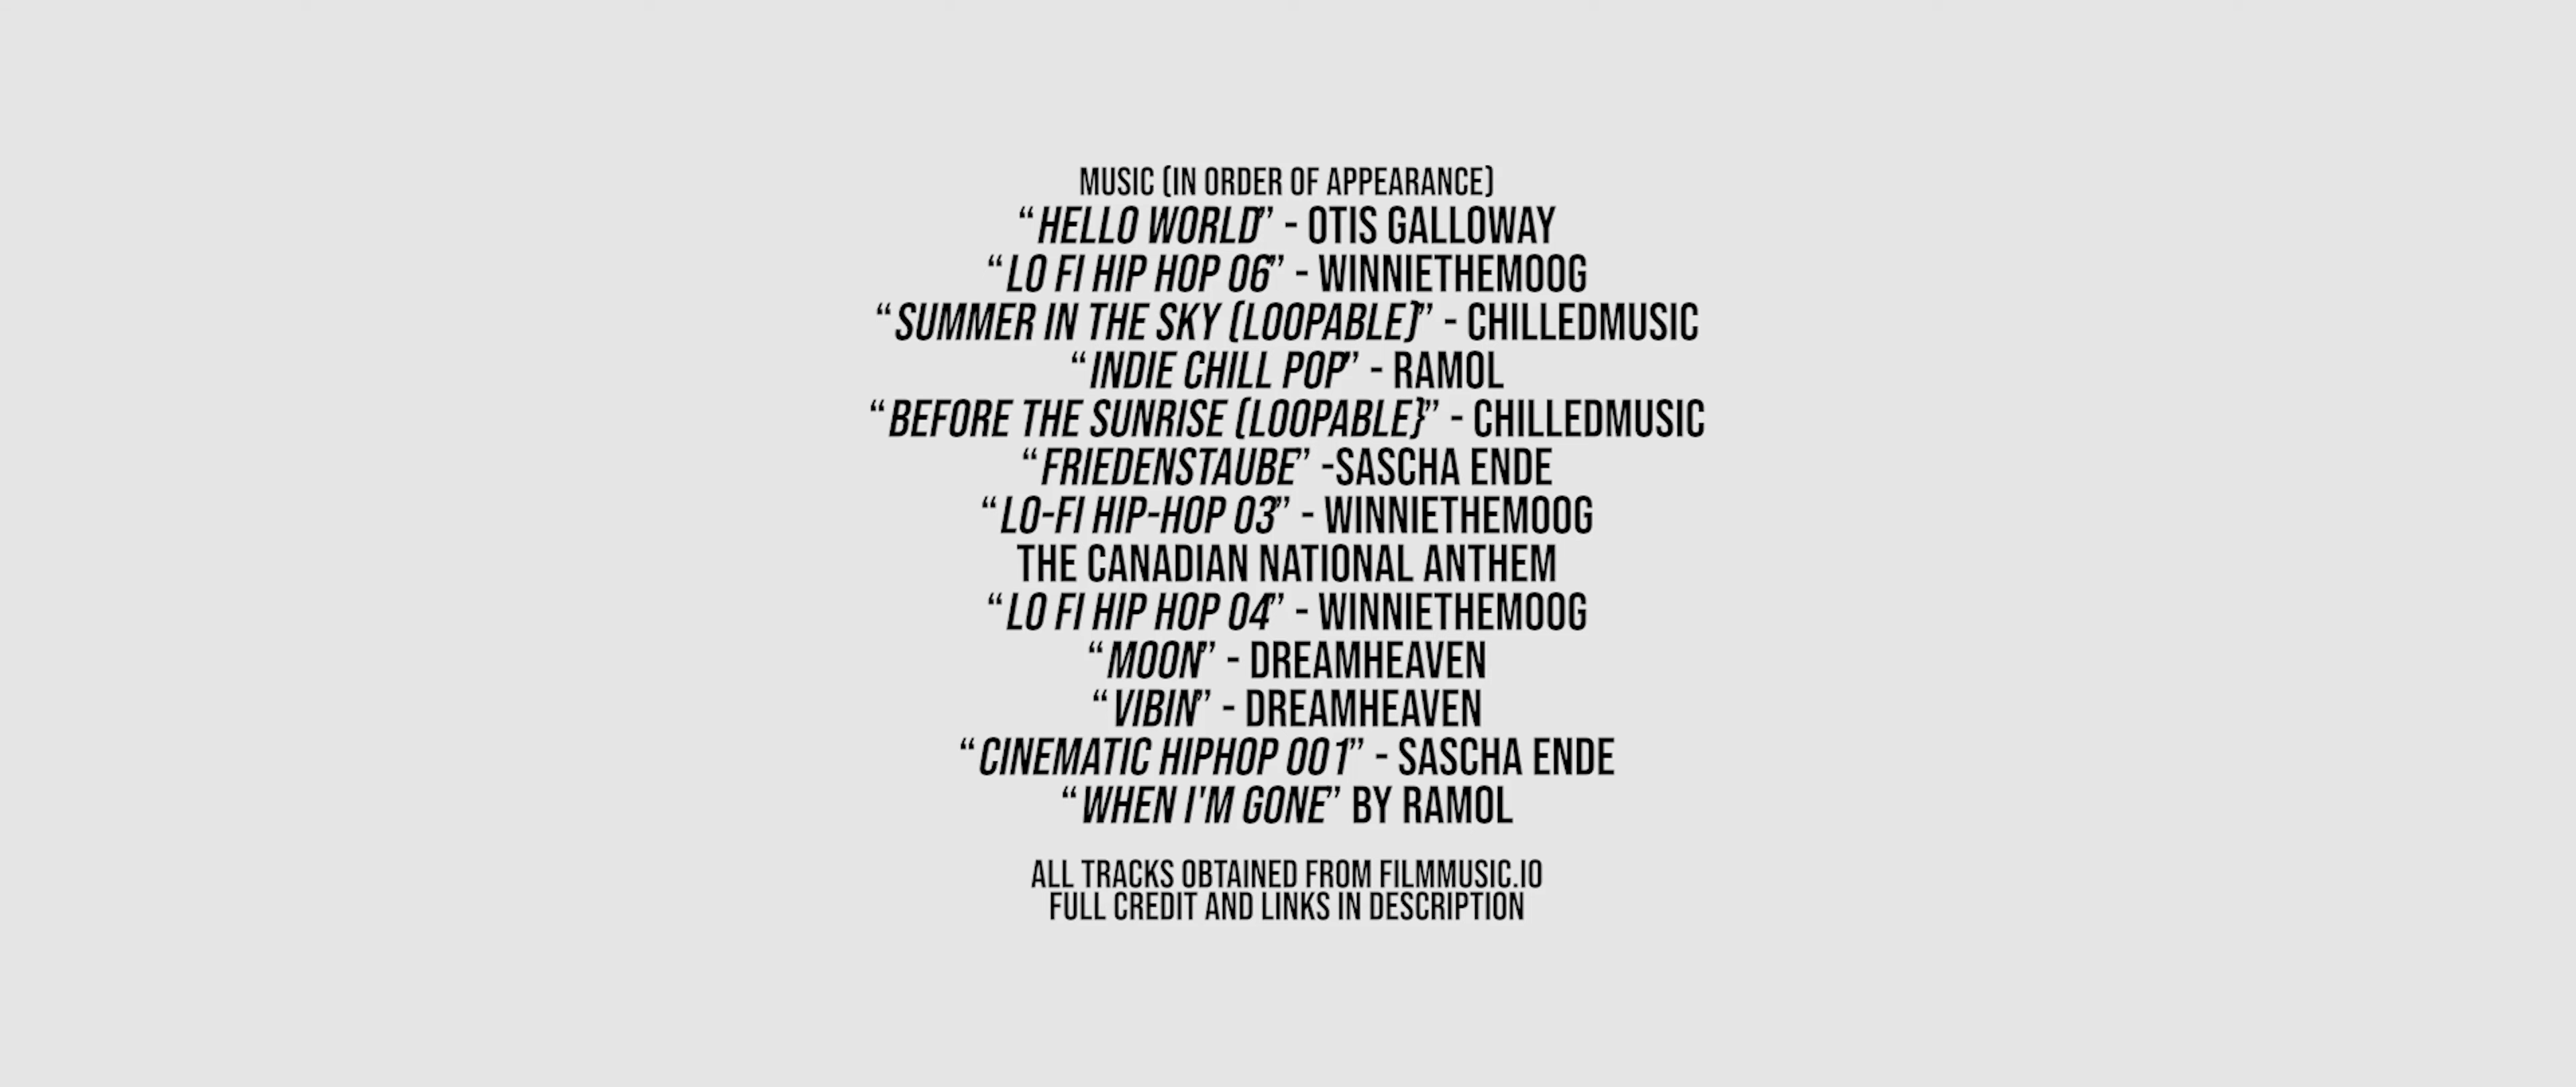 MUSIC (IN ORDER OF APPEARANCE)
“HELLO WORLD” - OTIS GALLOWAY
“LO FI HIP HOP 06” - WINNIETHEMOOG
“SUMMER IN THE SKY (LOOPABLE)” - CHILLEDMUSIC
“INDIE CHILL POP” - RAMOL
“BEFORE THE SUNRISE (LOOPABLE}” - CHILLEDMUSIC
“FRIEDENSTAUBE” -SASCHA ENDE
“LO-FI HIP-HOP 03” - WINNIETHEMOOG
THE CANADIAN NATIONAL ANTHEM
“LO FI HIP HOP 04” - WINNIETHEMOOG
“MOON” - DREAMHEAVEN
“VIBIN” - DREAMHEAVEN
“CINEMATIC HIPHOP 001” - SASCHA ENDE
“WHEN I'M GONE” BY RAMOL
ALL TRACKS OBTAINED FROM FILMMUSIC.IO
FULL CREDIT AND LINKS IN DESCRIPTION